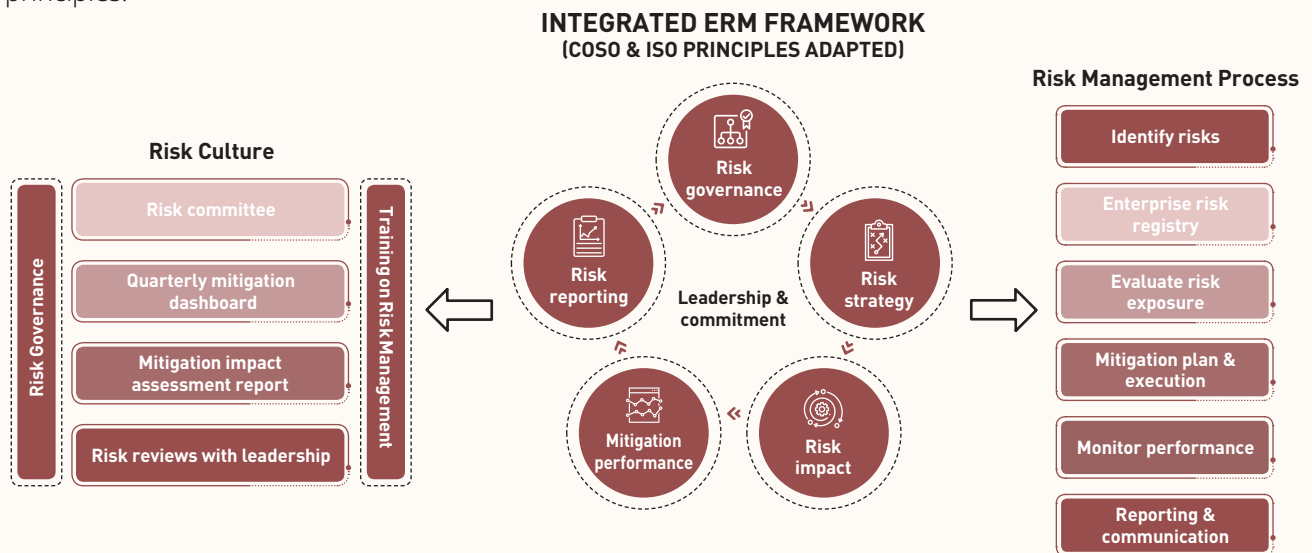 principles.
INTEGRATED ERM FRAMEWORK
(COSO & ISO PRINCIPLES ADAPTED)
Risk Culture
Risk Governance
Risk committee
Quarterly mitigation
dashboard
Mitigation impact
assessment report
Risk reviews with leadership
Training on Risk Management
Risk
governance
Risk
strategy
Risk
impact
Mitigation
performance
Risk
reporting
Leadership &
commitment
Risk Management Process
Identify risks
Enterprise risk
registry
Evaluate risk
exposure
Mitigation plan &
execution
Monitor performance
Reporting &
communication